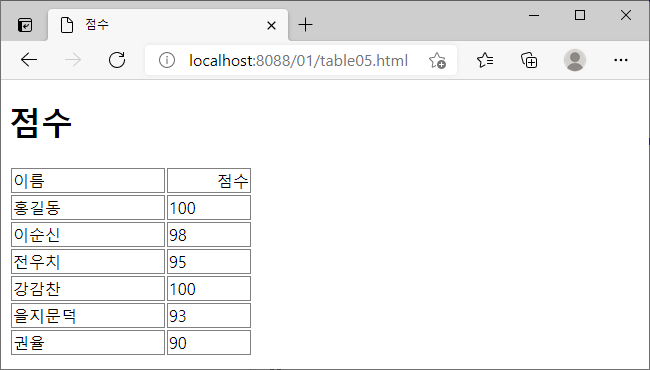 점수
localhost:8088/01/table05.html
점수
이름 점수
홍길동 100
이순신 98
전우치 95
강감찬 100
을지문덕 93
권율 90